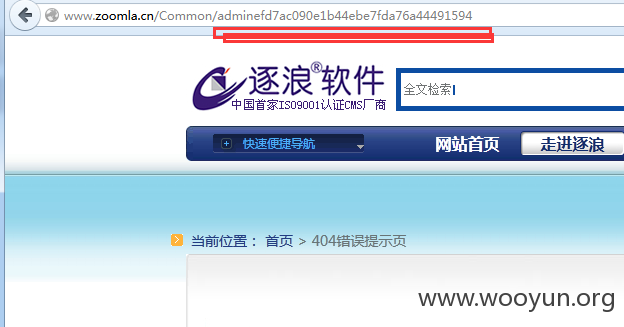 www.zoomla.cn/Common/adminefd7ac090e1b44ebe7fda76a44491594
逐浪®软件
中国首家ISO9001认证CMS厂商
全文检索
快速便捷导航
网站首页
走进逐浪
当前位置： 首页 > 404错误提示页
www.wooyun.org